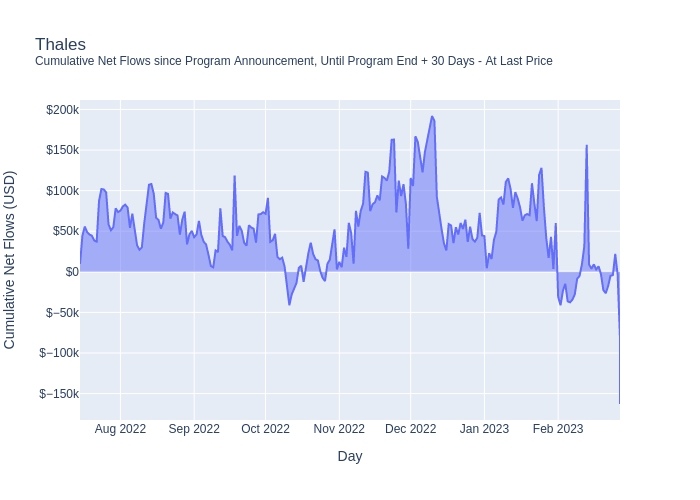 Thales
Cumulative Net Flows since Program Announcement, Until Program End + 30 Days - At Last Price
Cumulative Net Flows (USD)
$200k
$150k
$100k
$50k
$0
$−50k
$−100k
$−150k
Aug 2022
Sep 2022
Oct 2022
Nov 2022
Dec 2022
Jan 2023
Feb 2023
Day